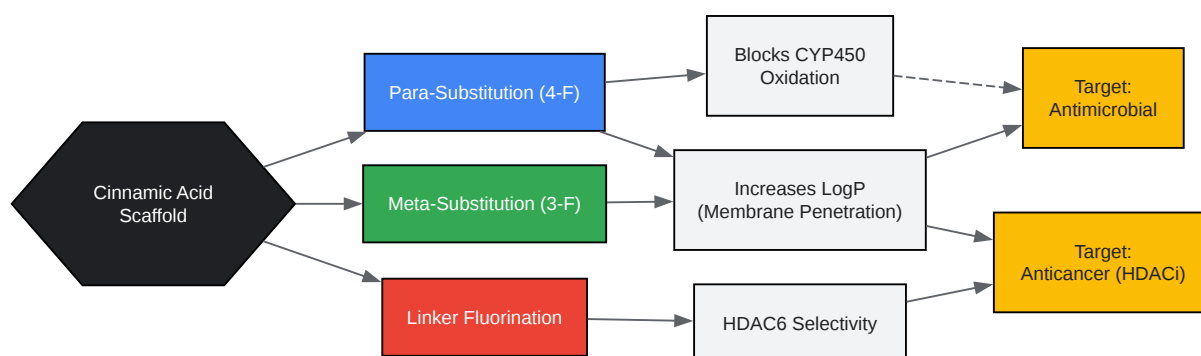 Cinnamic Acid
Scaffold
Para-Substitution (4-F)
Meta-Substitution (3-F)
Linker Fluorination
Blocks CYP450
Oxidation
Increases LogP
(Membrane Penetration)
HDAC6 Selectivity
Target:
Antimicrobial
Target:
Anticancer (HDACi)